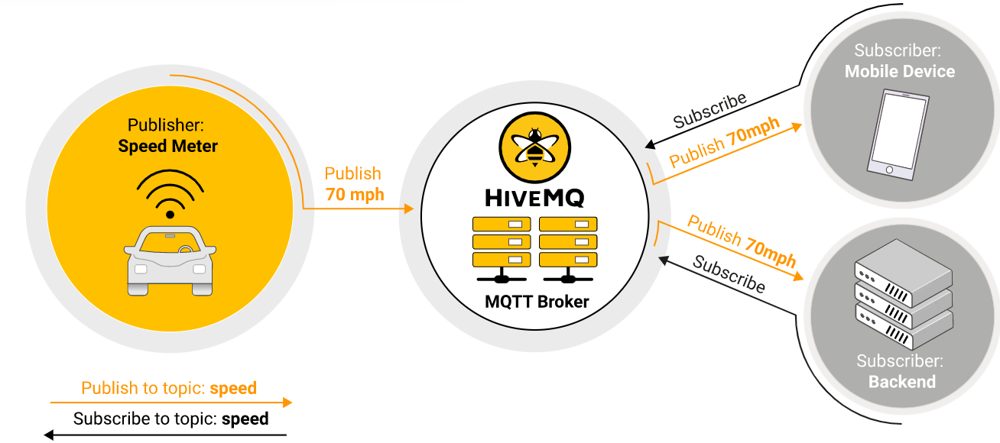 Publisher:
Speed Meter
Publish
70 mph
HIVEMQ
MQTT Broker
Subscribe
Publish 70mph
Subscriber:
Mobile Device
Publish 70mph
Subscribe
Subscriber:
Backend
Publish to topic: speed
Subscribe to topic: speed